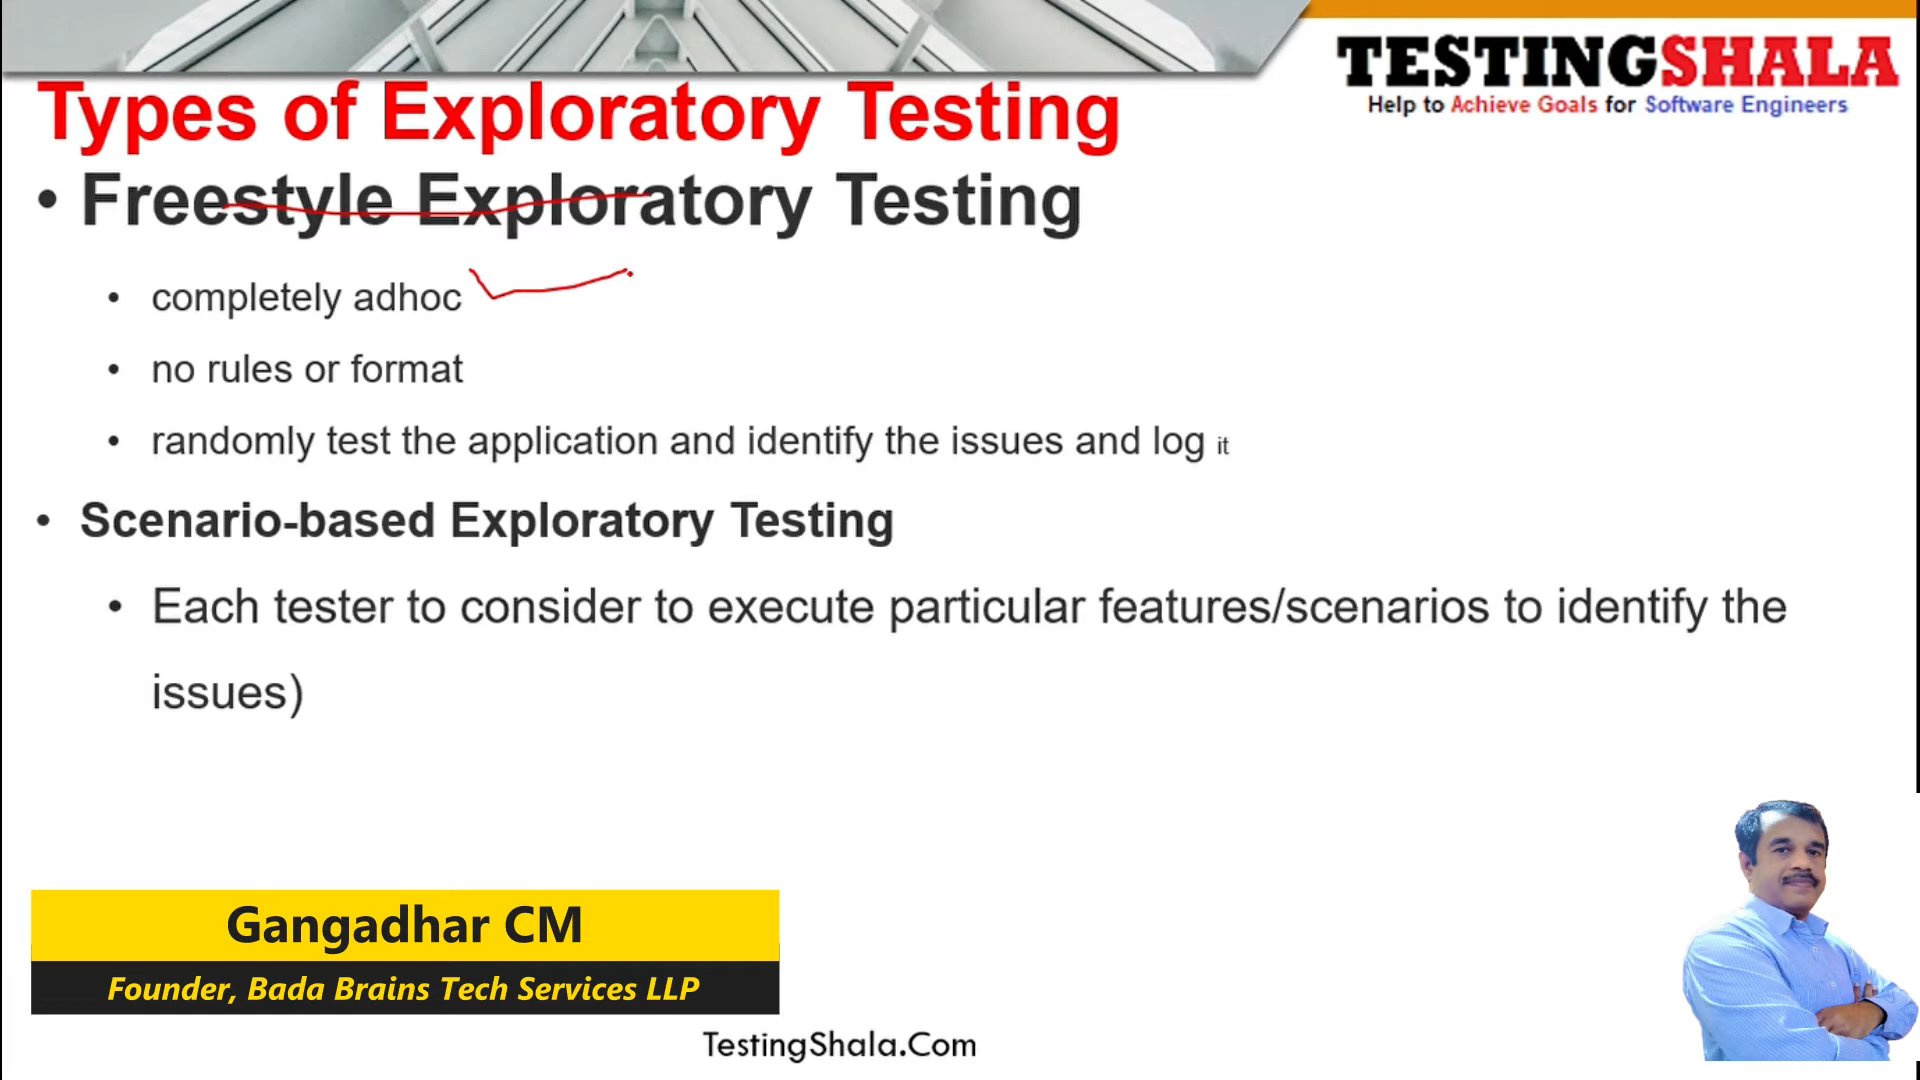 TESTINGSHALA
Help to Achieve Goals for Software Engineers
Types of Exploratory Testing
• Freestyle Exploratory Testing
• completely adhoc
• no rules or format
• randomly test the application and identify the issues and log it
• Scenario-based Exploratory Testing
• Each tester to consider to execute particular features/scenarios to identify the
issues)
Gangadhar CM
Founder, Bada Brains Tech Services LLP
TestingShala.Com